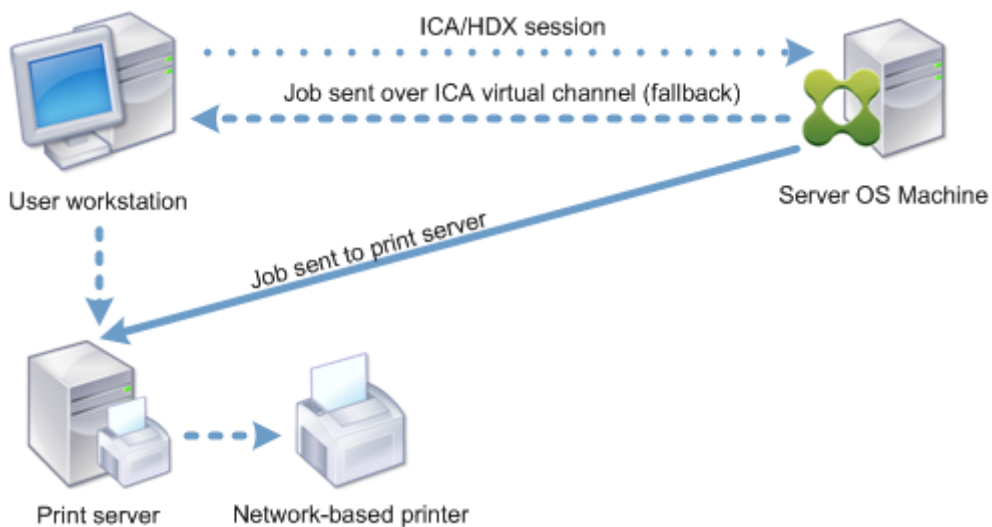 ICA/HDX session
Job sent over ICA virtual channel (fallback)
User workstation
Server OS Machine
Job sent to print server
Print server
Network-based printer